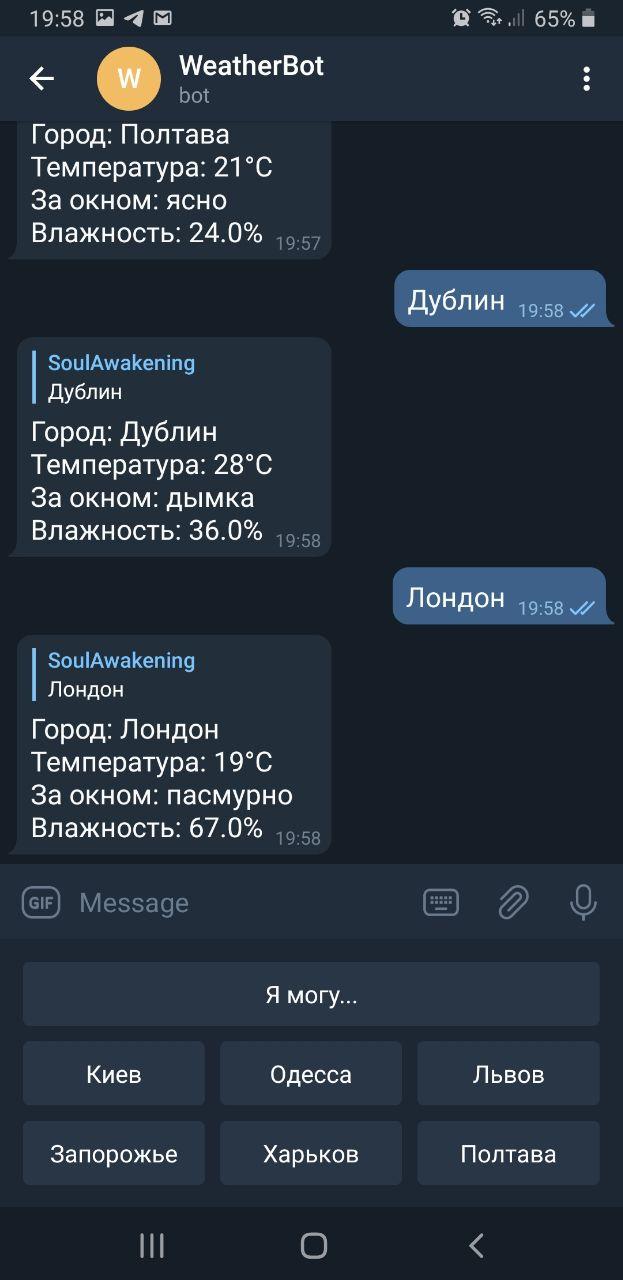 19:58 65%
W
WeatherBot
bot
Город: Полтава
Температура: 21°C
За окном: ясно
Влажность: 24.0% 19:57
Дублин 19:58
SoulAwakening
Дублин
Город: Дублин
Температура: 28°C
За окном: дымка
Влажность: 36.0% 19:58
Лондон 19:58
SoulAwakening
Лондон
Город: Лондон
Температура: 19°C
За окном: пасмурно
Влажность: 67.0% 19:58
GIF Message
Я могу...
Киев Одесса Львов
Запорожье Харьков Полтава